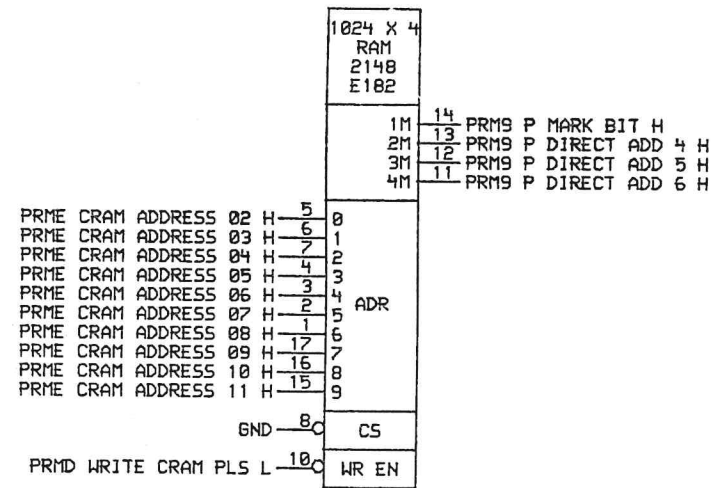 1024 X 4
RAM
2148
E182
1M 14 PRM9 P MARK BIT H
2M 13 PRM9 P DIRECT ADD 4 H
3M 12 PRM9 P DIRECT ADD 5 H
4M 11 PRM9 P DIRECT ADD 6 H
PRME CRAM ADDRESS 02 H 5 0
PRME CRAM ADDRESS 03 H 6 1
PRME CRAM ADDRESS 04 H 7 2
PRME CRAM ADDRESS 05 H 4 3
PRME CRAM ADDRESS 06 H 3 4
ADR
PRME CRAM ADDRESS 07 H 2 5
PRME CRAM ADDRESS 08 H 1 6
PRME CRAM ADDRESS 09 H 17 7
PRME CRAM ADDRESS 10 H 16 8
PRME CRAM ADDRESS 11 H 15 9
GND 8 CS
PRMD WRITE CRAM PLS L 10 WR EN